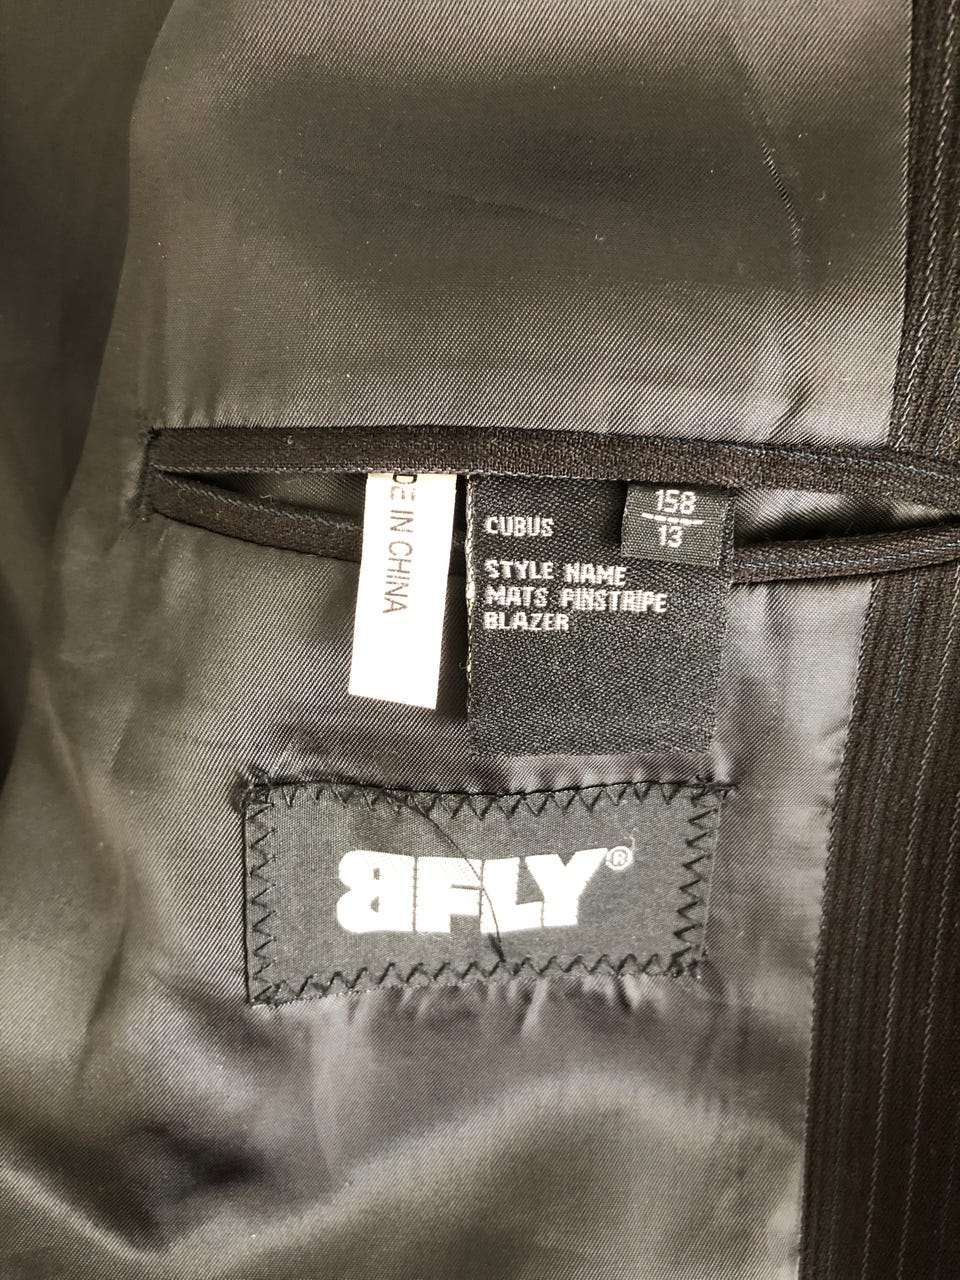 DE IN CHINA
CUBUS
158
13
STYLE NAME
MATS PINSTRIPE
BLAZER
BFLY®